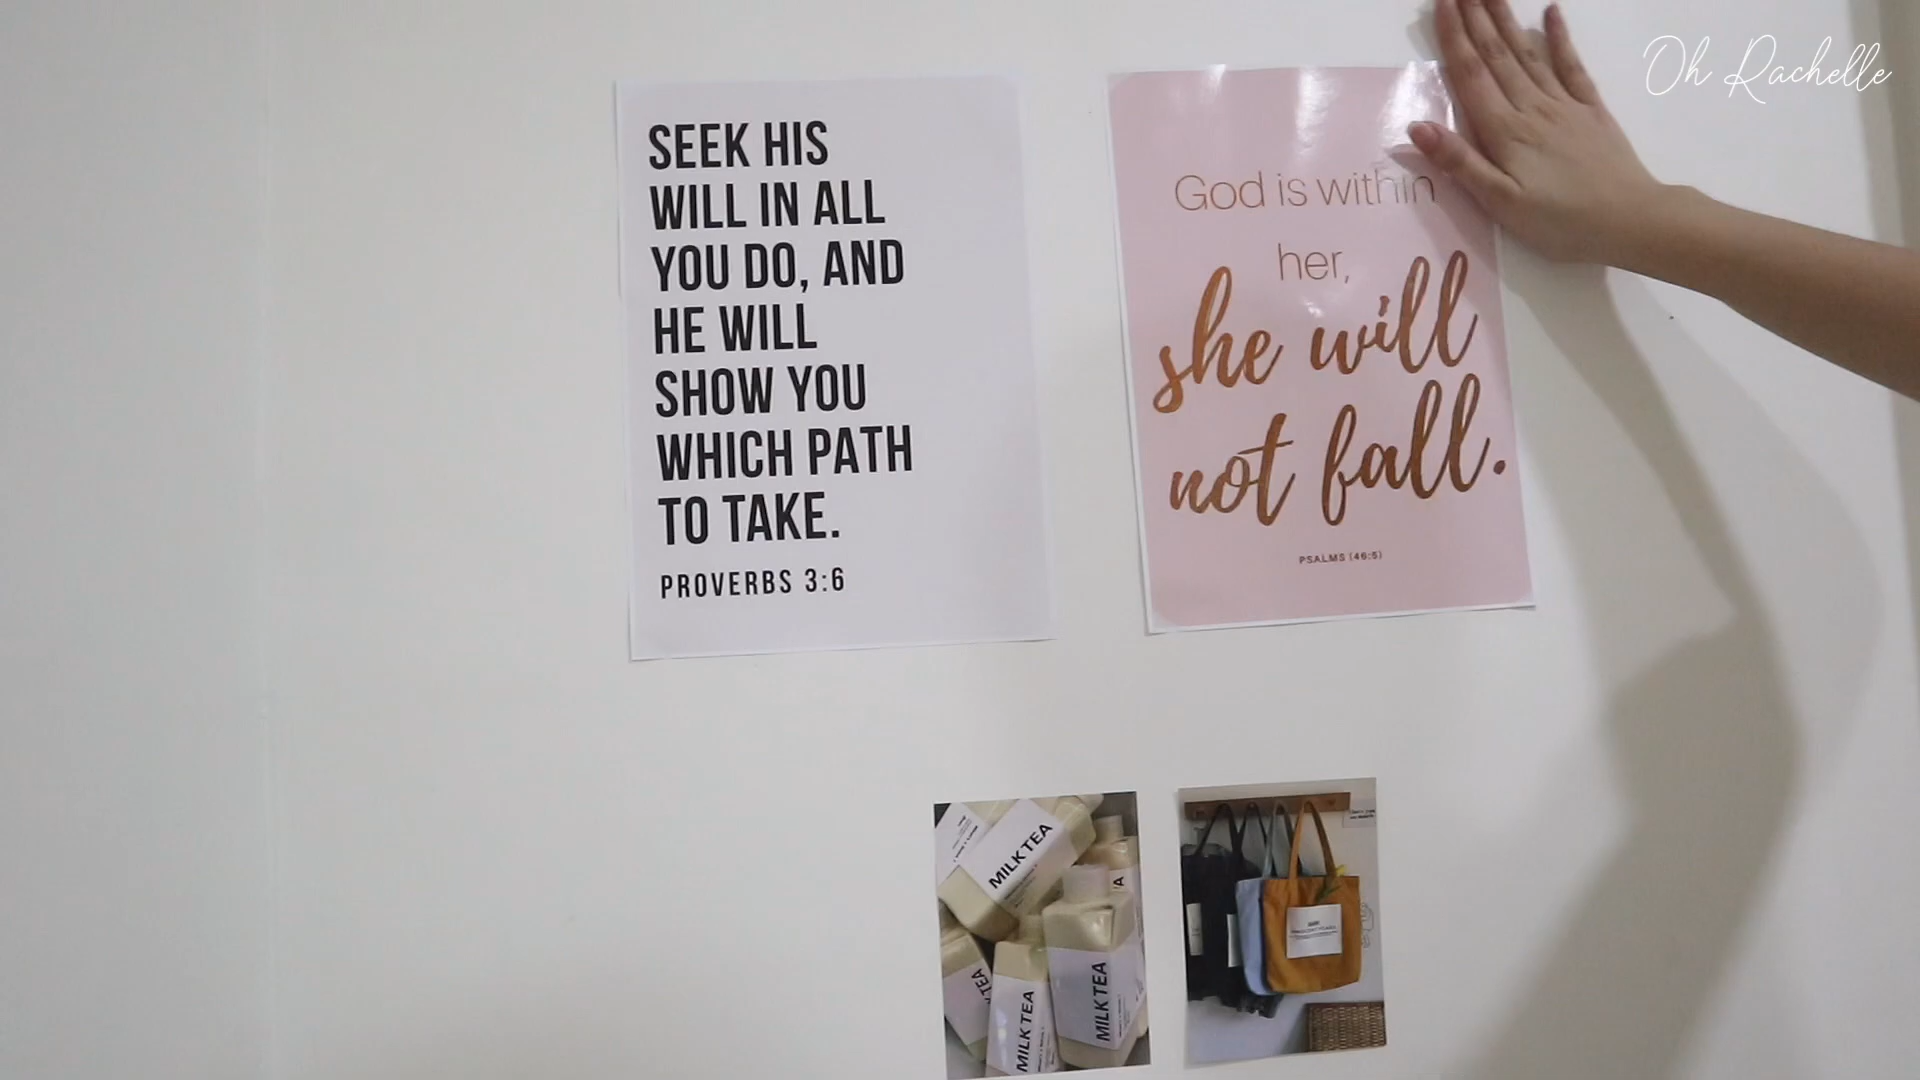 Oh Rachelle
SEEK HIS
WILL IN ALL
YOU DO, AND
HE WILL
SHOW YOU
WHICH PATH
TO TAKE.
PROVERBS 3:6
God is within
her,
she will
not fall.
PSALMS (46:5)
MILK TEA
MILK TEA
MILK TEA
TEA